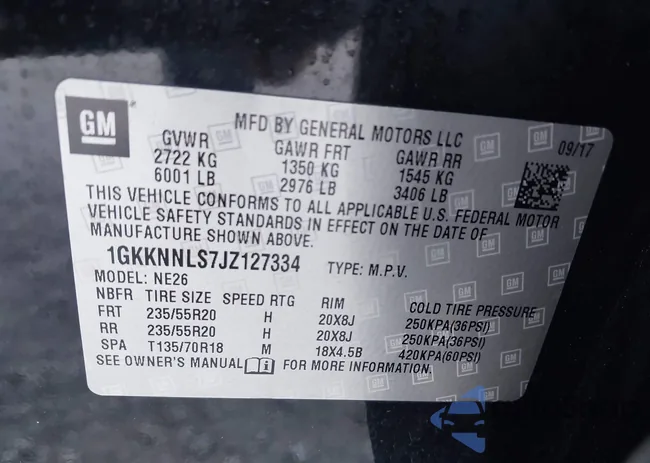 GM
MFD BY GENERAL MOTORS LLC
09/17
GVWR GAWR FRT GAWR RR
2722 KG 1350 KG 1545 KG
6001 LB 2976 LB 3406 LB
THIS VEHICLE CONFORMS TO ALL APPLICABLE U.S. FEDERAL MOTOR
VEHICLE SAFETY STANDARDS IN EFFECT ON THE DATE OF
MANUFACTURE SHOWN ABOVE.
1GKKNNLS7JZ127334 TYPE: M.P.V.
MODEL: NE26
NBFR TIRE SIZE SPEED RTG RIM COLD TIRE PRESSURE
FRT 235/55R20 H 20X8J 250KPA(36PSI)
RR 235/55R20 H 20X8J 250KPA(36PSI)
SPA T135/70R18 M 18X4.5B 420KPA(60PSI)
SEE OWNER'S MANUAL FOR MORE INFORMATION.